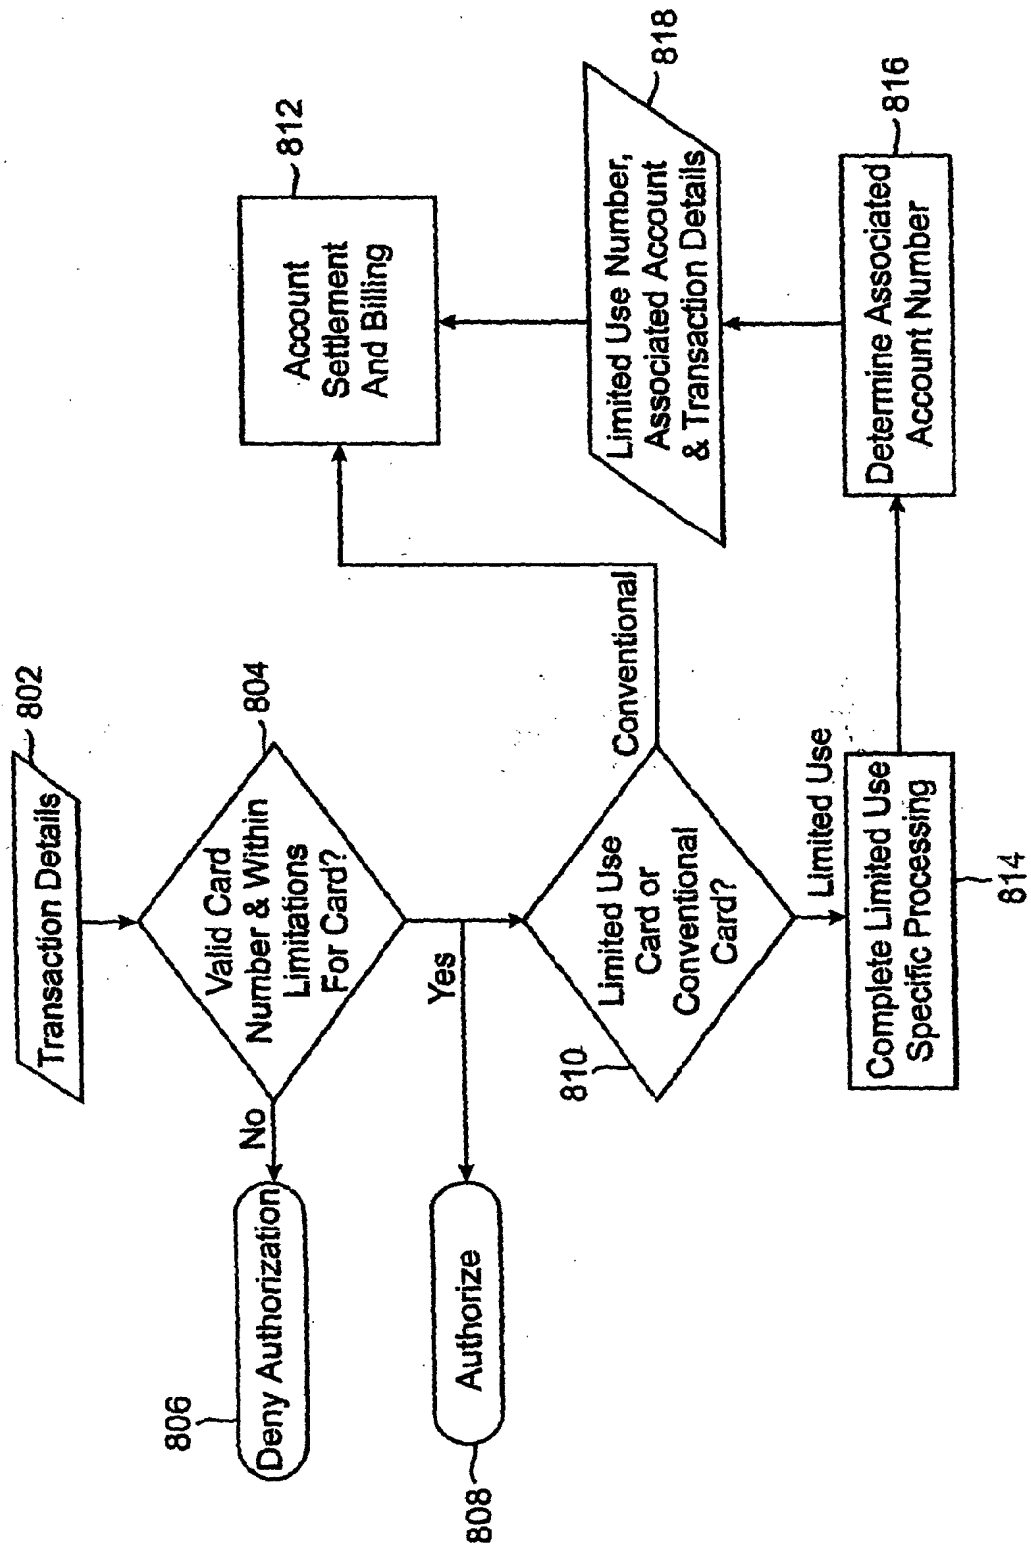 802
Transaction Details
804
Valid Card
Number & Within
Limitations
For Card?
No
806
Deny Authorization
Yes
Authorize
808
810
Limited Use
Card or
Conventional
Card?
Conventional
812
Account
Settlement
And Billing
Limited Use
Complete Limited Use
Specific Processing
814
Determine Associated
Account Number
816
Limited Use Number,
Associated Account
& Transaction Details
818